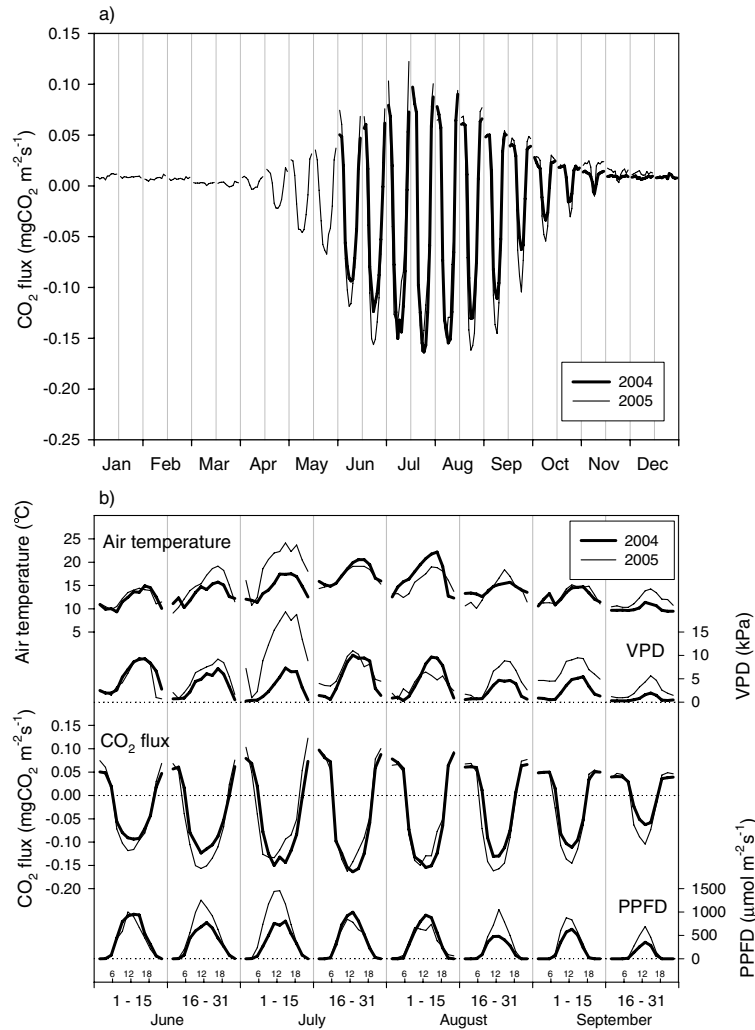 a)
0.15
0.10
0.05
0.00
-0.05
-0.10
-0.15
-0.20
-0.25
CO₂ flux (mgCO₂ m⁻²s⁻¹)
2004
2005
Jan Feb Mar Apr May Jun Jul Aug Sep Oct Nov Dec
b)
Air temperature (°C)
25
20
15
10
5
Air temperature
2004
2005
VPD
15
10
5
0
VPD (kPa)
CO₂ flux
CO₂ flux (mgCO₂ m⁻²s⁻¹)
0.15
0.10
0.05
0.00
-0.05
-0.10
-0.15
-0.20
PPFD
1500
1000
500
0
PPFD (μmol m⁻²s⁻¹)
6 12 18 6 12 18 6 12 18 6 12 18 6 12 18 6 12 18 6 12 18 6 12 18
1 - 15 16 - 31 1 - 15 16 - 31 1 - 15 16 - 31 1 - 15 16 - 31
June July August September